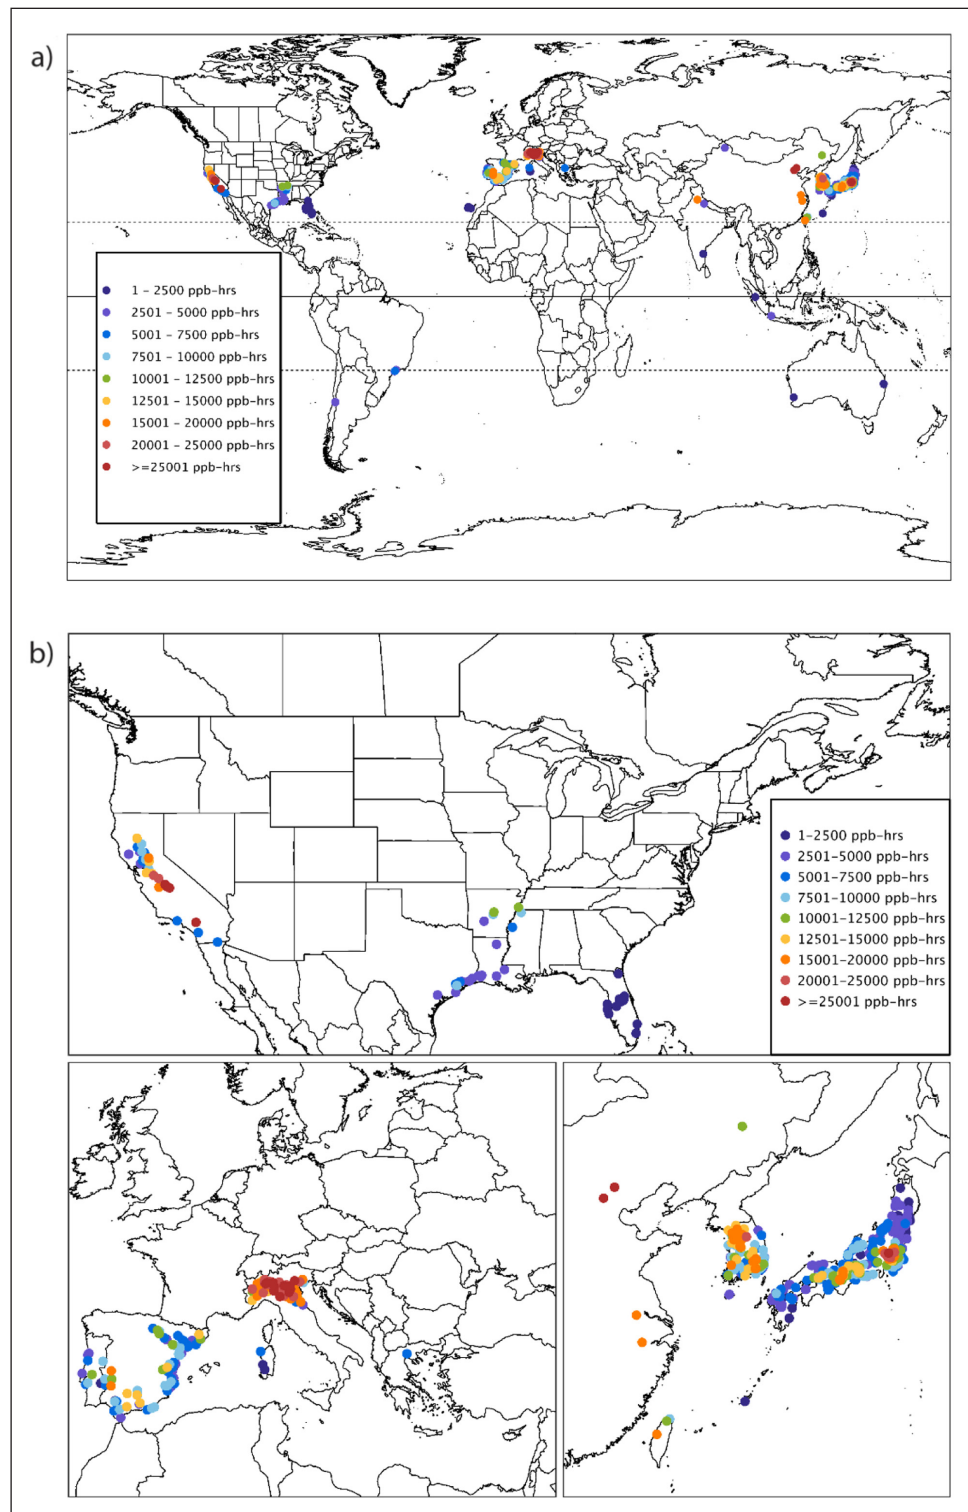 a)
1 – 2500 ppb–hrs
2501 – 5000 ppb–hrs
5001 – 7500 ppb–hrs
7501 – 10000 ppb–hrs
10001 – 12500 ppb–hrs
12501 – 15000 ppb–hrs
15001 – 20000 ppb–hrs
20001 – 25000 ppb–hrs
>=25001 ppb–hrs
b)
1–2500 ppb–hrs
2501–5000 ppb–hrs
5001–7500 ppb–hrs
7501–10000 ppb–hrs
10001–12500 ppb–hrs
12501–15000 ppb–hrs
15001–20000 ppb–hrs
20001–25000 ppb–hrs
>=25001 ppb–hrs